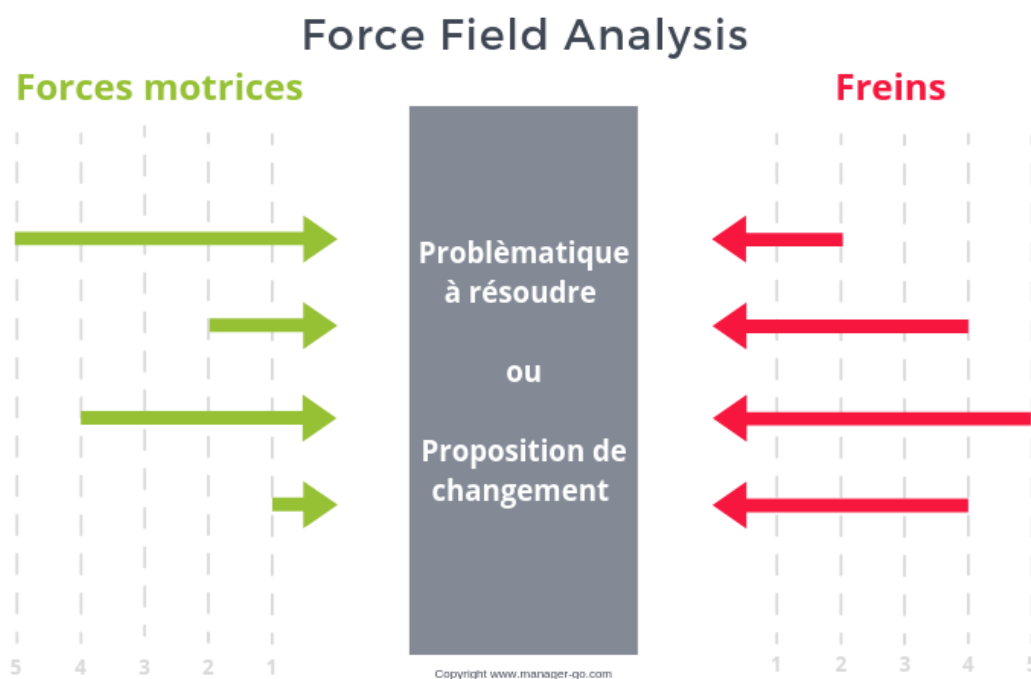 Force Field Analysis
Forces motrices
Freins
Problèmatique
à résoudre
ou
Proposition de
changement
5 4 3 2 1
1 2 3 4 5
Copyright www.manager-go.com